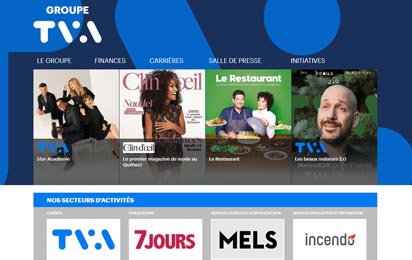 GROUPE
TVA
LE GROUPE FINANCES CARRIÈRES SALLE DE PRESSE INITIATIVES
Clin d'œil
Le Restaurant
les beaux malaises
TVA
Star Académie
Clin d'œil
Le premier magazine de mode au Québec!
zeste
Le Restaurant
TVA
Les beaux malaises 2.0
NOS SECTEURS D'ACTIVITÉS
CHAÎNES PUBLICATIONS SERVICES STUDIOS ET POSTPRODUCTION SERVICES PRODUCTION ET DISTRIBUTION
TVA 7JOURS MELS incendo